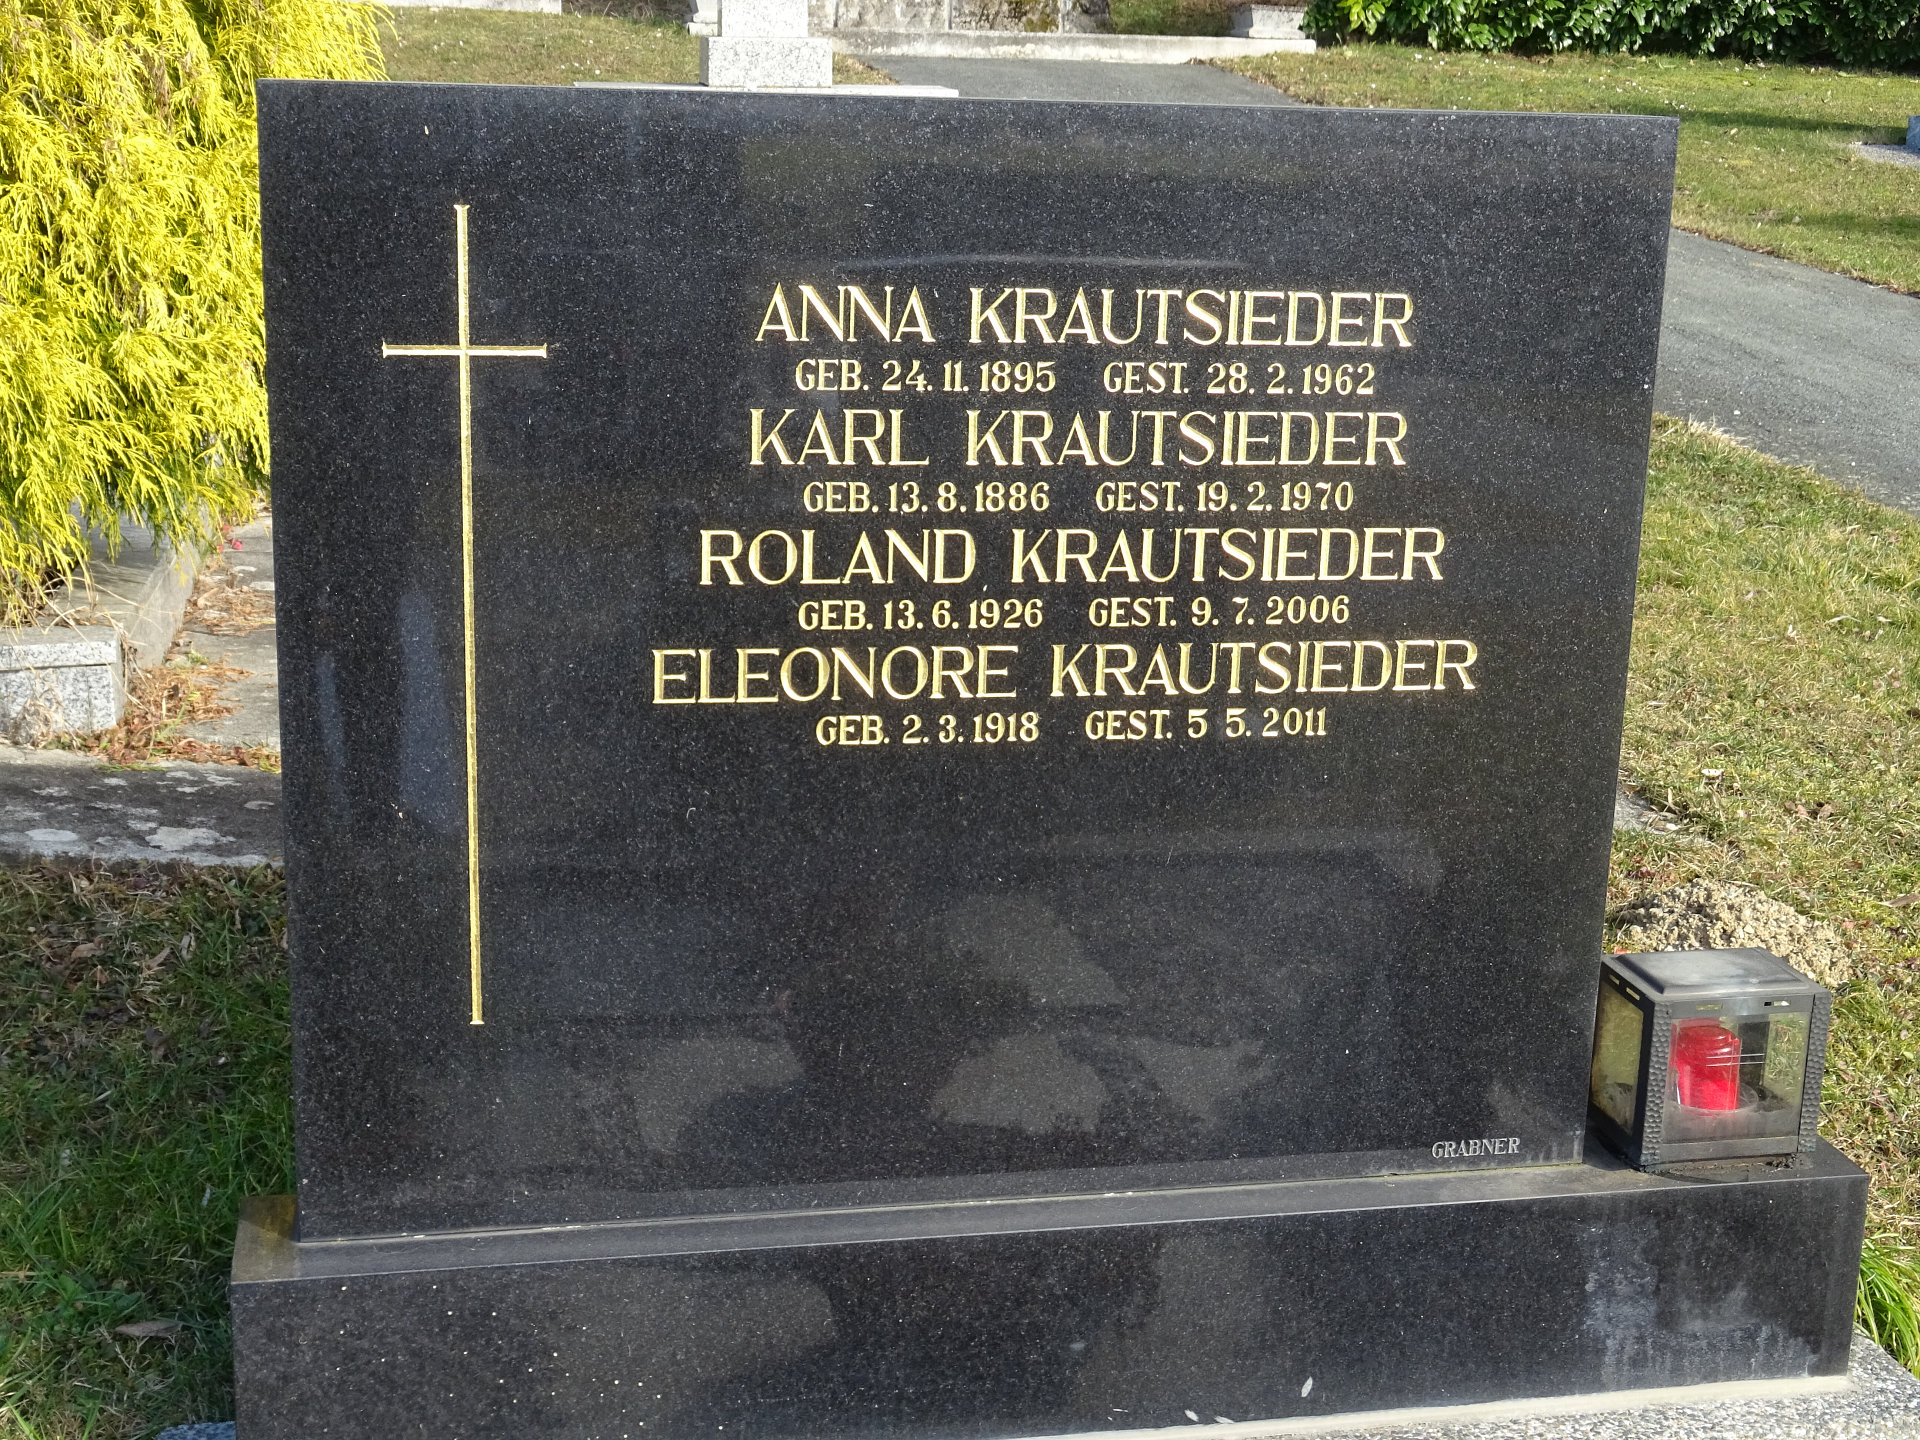 ANNA KRAUTSIEDER
GEB. 24. 11. 1895 GEST. 28. 2. 1962
KARL KRAUTSIEDER
GEB. 13. 8. 1886 GEST. 19. 2. 1970
ROLAND KRAUTSIEDER
GEB. 13. 6. 1926 GEST. 9. 7. 2006
ELEONORE KRAUTSIEDER
GEB. 2. 3. 1918 GEST. 5 5. 2011
GRABNER